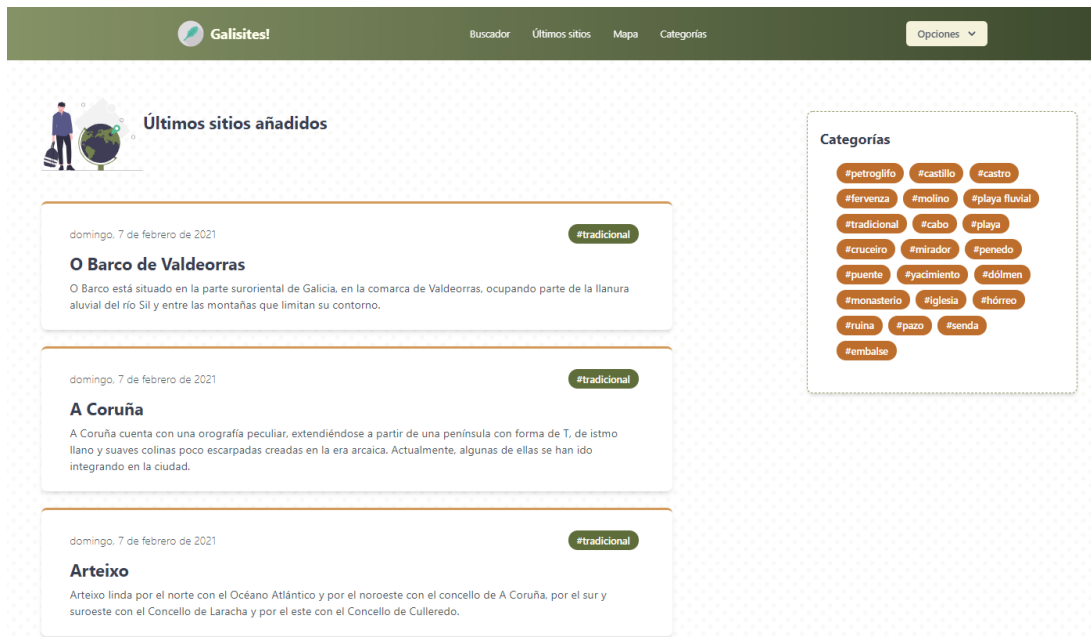 Galisites!
Buscador Últimos sitios Mapa Categorías
Opciones
Últimos sitios añadidos
domingo, 7 de febrero de 2021
#tradicional
O Barco de Valdeorras
O Barco está situado en la parte suroriental de Galicia, en la comarca de Valdeorras, ocupando parte de la llanura
aluvial del río Sil y entre las montañas que limitan su contorno.
domingo, 7 de febrero de 2021
#tradicional
A Coruña
A Coruña cuenta con una orografía peculiar, extendiéndose a partir de una península con forma de T, de istmo
llano y suaves colinas poco escarpadas creadas en la era arcaica. Actualmente, algunas de ellas se han ido
integrando en la ciudad.
domingo, 7 de febrero de 2021
#tradicional
Arteixo
Arteixo linda por el norte con el Océano Atlántico y por el noroeste con el concello de A Coruña, por el sur y
suroeste con el Concello de Laracha y por el este con el Concello de Culleredo.
Categorías
#petroglifo #castillo #castro
#fervenza #molino #playa fluvial
#tradicional #cabo #playa
#cruceiro #mirador #penedo
#puente #yacimiento #dólmen
#monasterio #iglesia #hórreo
#ruina #pazo #senda
#embalse